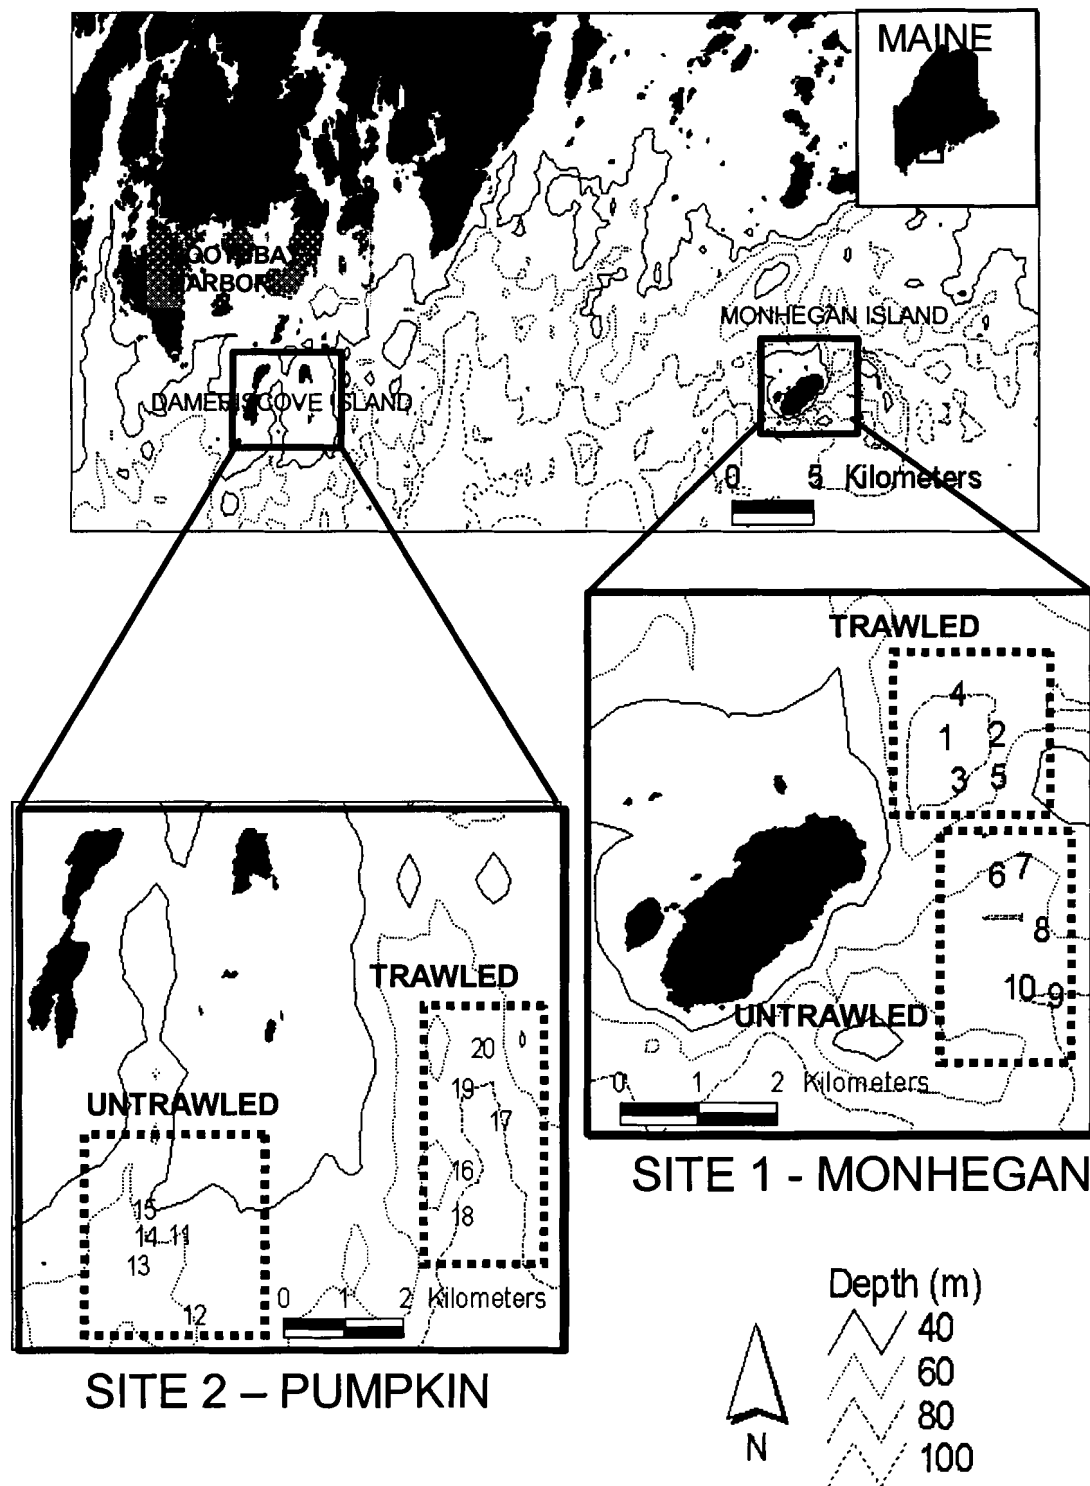 MAINE
MONHEGAN ISLAND
DAMERISCOVE ISLAND
0 5 Kilometers
TRAWLED
4
1 2
3 5
6 7
8
10 9
UNTRAWLED
0 1 2 Kilometers
SITE 1 - MONHEGAN
TRAWLED
20
19
17
16
18
UNTRAWLED
15
14 11
13
12
0 1 2 Kilometers
SITE 2 – PUMPKIN
Depth (m)
40
60
80
100
N